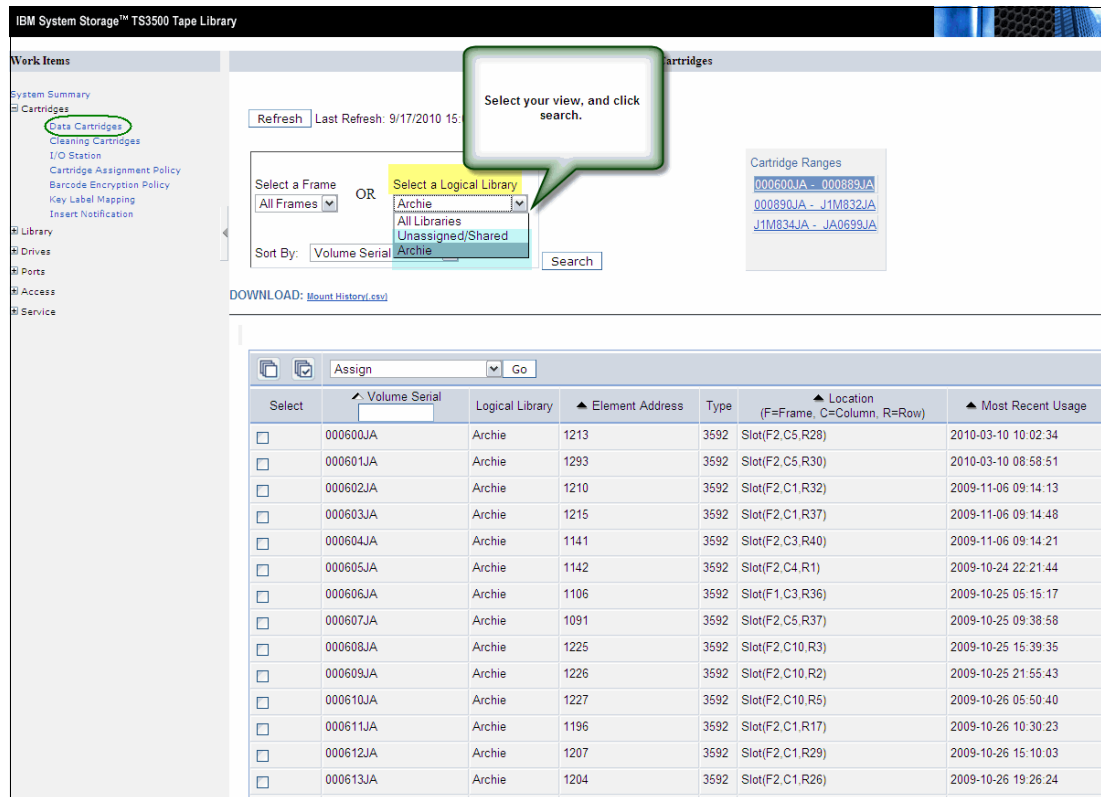 IBM System Storage™ TS3500 Tape Library
Work Items
System Summary
Cartridges
Data Cartridges
Cleaning Cartridges
I/O Station
Cartridge Assignment Policy
Barcode Encryption Policy
Key Label Mapping
Insert Notification
Library
Drives
Ports
Access
Service
artridges
Select your view, and click
search.
Refresh Last Refresh: 9/17/2010 15:
Select a Frame OR Select a Logical Library
All Frames Archie
All Libraries
Unassigned/Shared
Archie
Sort By: Volume Serial
Search
Cartridge Ranges
000600JA - 000889JA
000890JA - J1M832JA
J1M834JA - JA0699JA
DOWNLOAD: Mount History(.csv)
Assign Go
Select Volume Serial Logical Library Element Address Type Location (F=Frame, C=Column, R=Row) Most Recent Usage
000600JA Archie 1213 3592 Slot(F2,C5,R28) 2010-03-10 10:02:34
000601JA Archie 1293 3592 Slot(F2,C5,R30) 2010-03-10 08:58:51
000602JA Archie 1210 3592 Slot(F2,C1,R32) 2009-11-06 09:14:13
000603JA Archie 1215 3592 Slot(F2,C1,R37) 2009-11-06 09:14:48
000604JA Archie 1141 3592 Slot(F2,C3,R40) 2009-11-06 09:14:21
000605JA Archie 1142 3592 Slot(F2,C4,R1) 2009-10-24 22:21:44
000606JA Archie 1106 3592 Slot(F1,C3,R36) 2009-10-25 05:15:17
000607JA Archie 1091 3592 Slot(F2,C5,R37) 2009-10-25 09:38:58
000608JA Archie 1225 3592 Slot(F2,C10,R3) 2009-10-25 15:39:35
000609JA Archie 1226 3592 Slot(F2,C10,R2) 2009-10-25 21:55:43
000610JA Archie 1227 3592 Slot(F2,C10,R5) 2009-10-26 05:50:40
000611JA Archie 1196 3592 Slot(F2,C1,R17) 2009-10-26 10:30:23
000612JA Archie 1207 3592 Slot(F2,C1,R29) 2009-10-26 15:10:03
000613JA Archie 1204 3592 Slot(F2,C1,R26) 2009-10-26 19:26:24